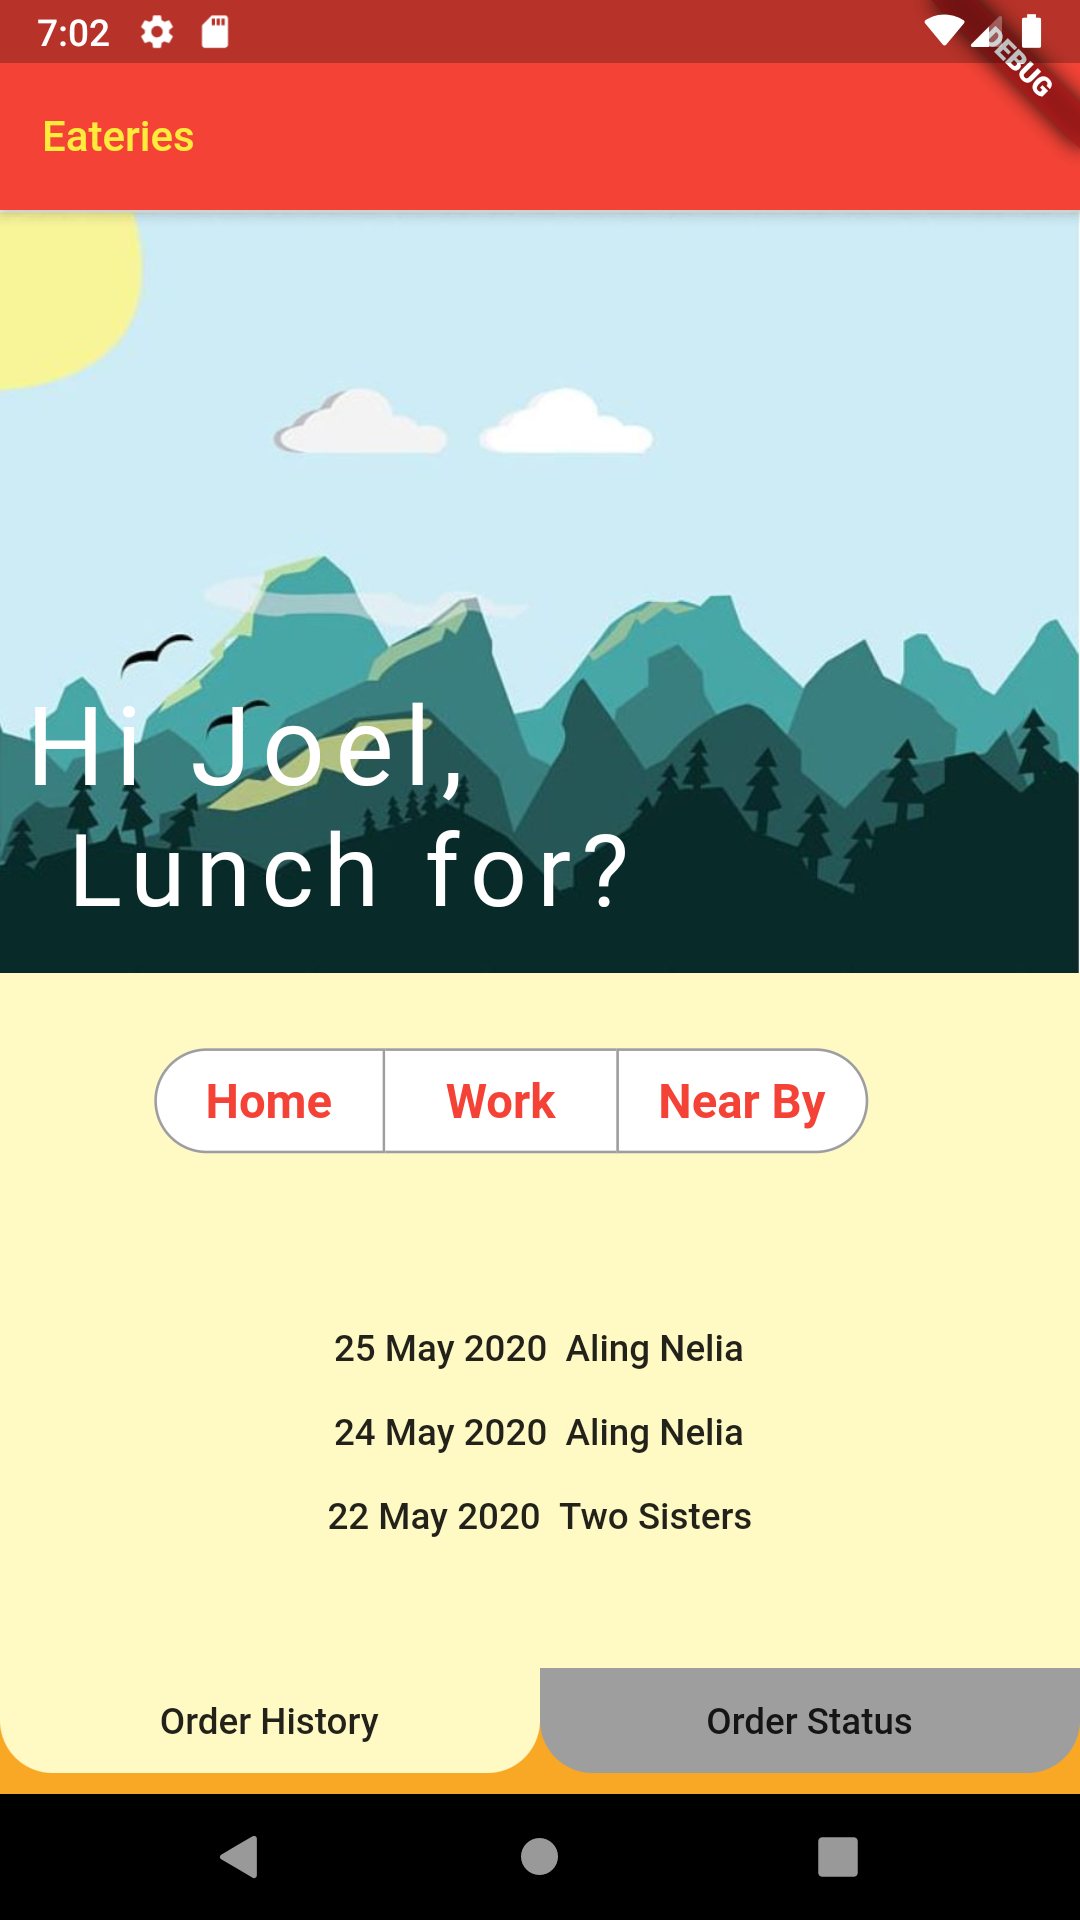 7:02
DEBUG
Eateries
Hi Joel,
Lunch for?
Home Work Near By
25 May 2020 Aling Nelia
24 May 2020 Aling Nelia
22 May 2020 Two Sisters
Order History Order Status